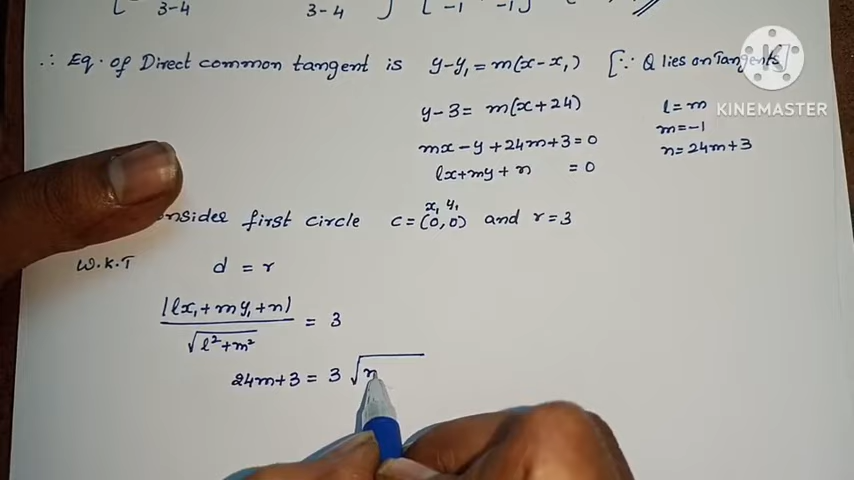 3-4 3-4 -1 -1
∴ Eq. of Direct common tangent is y-y₁ = m(x-x₁) [∵ Q lies on Tangents]
y-3 = m(x+24) l = m
mx-y+24m+3=0 m=-1
lx+my+n =0 n=24m+3
onsider first circle c = (0,0) and r=3
x₁ y₁
W.K.T d = r
|lx₁+my₁+n| / √l²+m² = 3
24m+3 = 3 √m
K
KINEMASTER